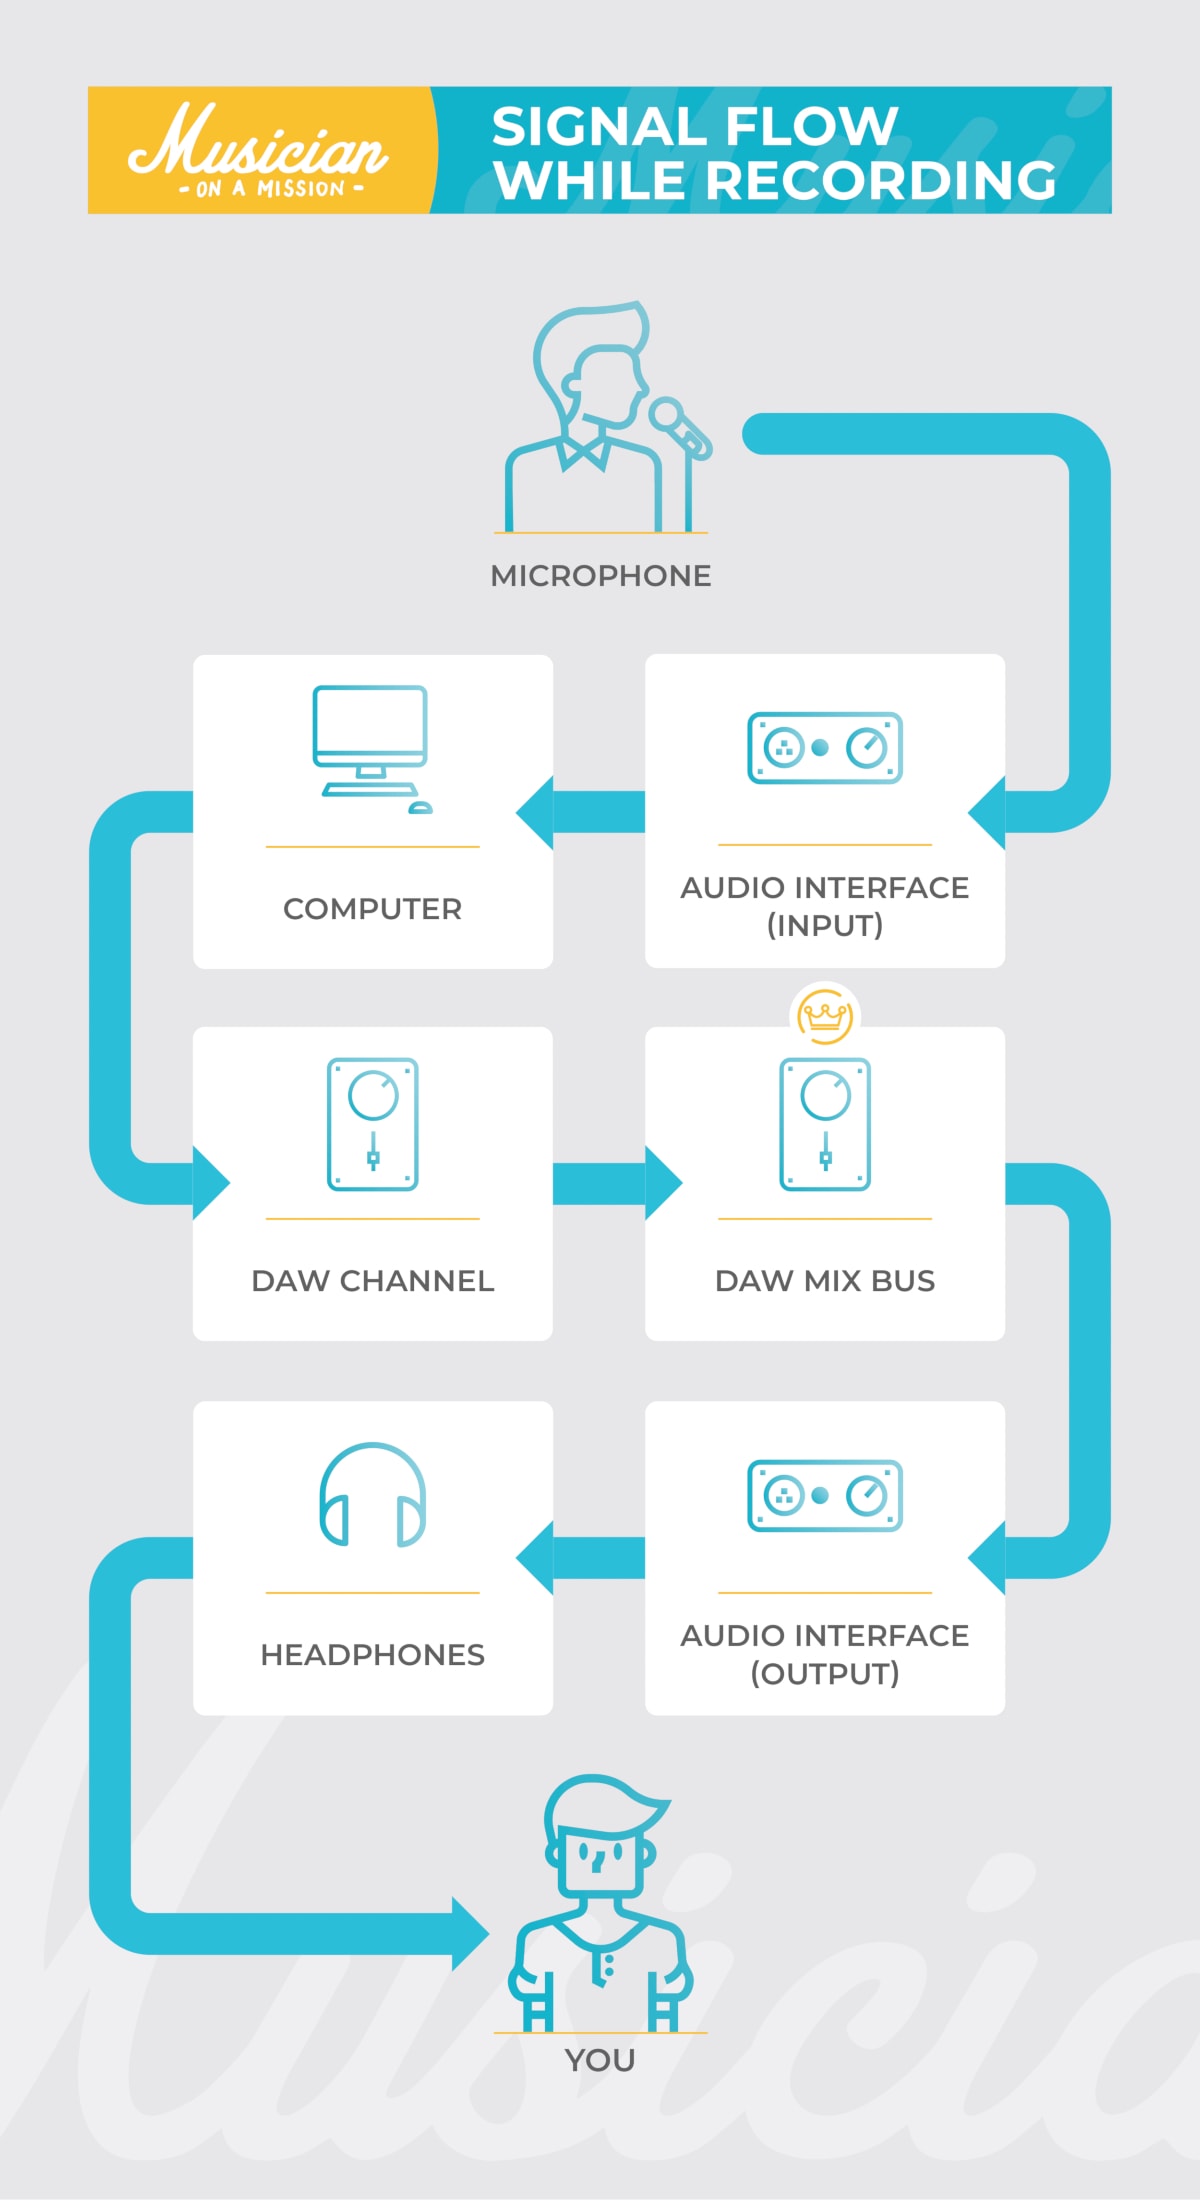 Musician
- ON A MISSION -
SIGNAL FLOW
WHILE RECORDING
MICROPHONE
COMPUTER
AUDIO INTERFACE
(INPUT)
DAW CHANNEL
DAW MIX BUS
HEADPHONES
AUDIO INTERFACE
(OUTPUT)
YOU